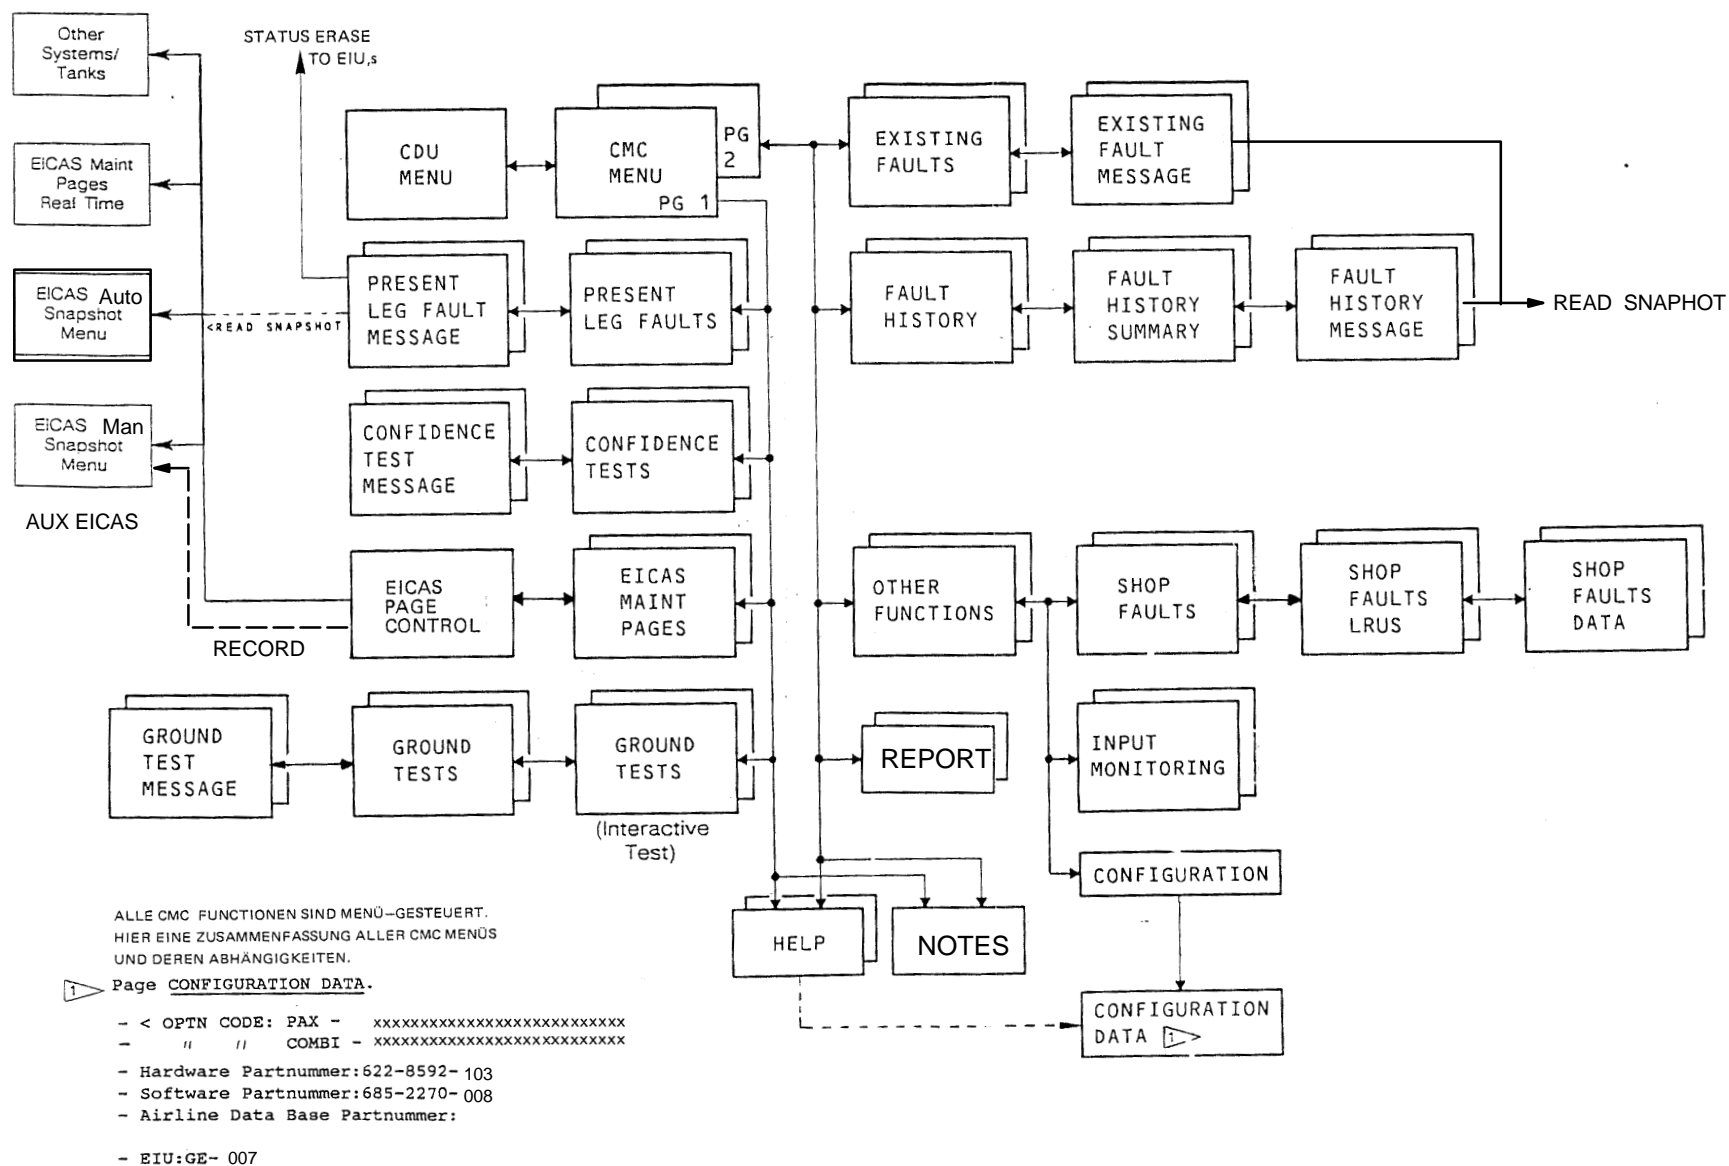 Other
Systems/
Tanks
STATUS ERASE
TO EIU,s
EICAS Maint
Pages
Real Time
CDU
MENU
CMC
MENU
PG 1
PG
2
EXISTING
FAULTS
EXISTING
FAULT
MESSAGE
EICAS Auto
Snapshot
Menu
<READ SNAPSHOT
PRESENT
LEG FAULT
MESSAGE
PRESENT
LEG FAULTS
FAULT
HISTORY
FAULT
HISTORY
SUMMARY
FAULT
HISTORY
MESSAGE
READ SNAPHOT
EICAS Man
Snapshot
Menu
AUX EICAS
CONFIDENCE
TEST
MESSAGE
CONFIDENCE
TESTS
EICAS
PAGE
CONTROL
RECORD
EICAS
MAINT
PAGES
OTHER
FUNCTIONS
SHOP
FAULTS
SHOP
FAULTS
LRUS
SHOP
FAULTS
DATA
GROUND
TEST
MESSAGE
GROUND
TESTS
GROUND
TESTS
(Interactive
Test)
REPORT
INPUT
MONITORING
CONFIGURATION
HELP
NOTES
CONFIGURATION
DATA 1
ALLE CMC FUNCTIONEN SIND MENÜ-GESTEUERT.
HIER EINE ZUSAMMENFASSUNG ALLER CMC MENÜS
UND DEREN ABHÄNGIGKEITEN.
1 Page CONFIGURATION DATA.
- < OPTN CODE: PAX - xxxxxxxxxxxxxxxxxxxxxxxxxxx
- " " COMBI - xxxxxxxxxxxxxxxxxxxxxxxxxxx
- Hardware Partnummer:622-8592-103
- Software Partnummer:685-2270-008
- Airline Data Base Partnummer:
- EIU:GE- 007